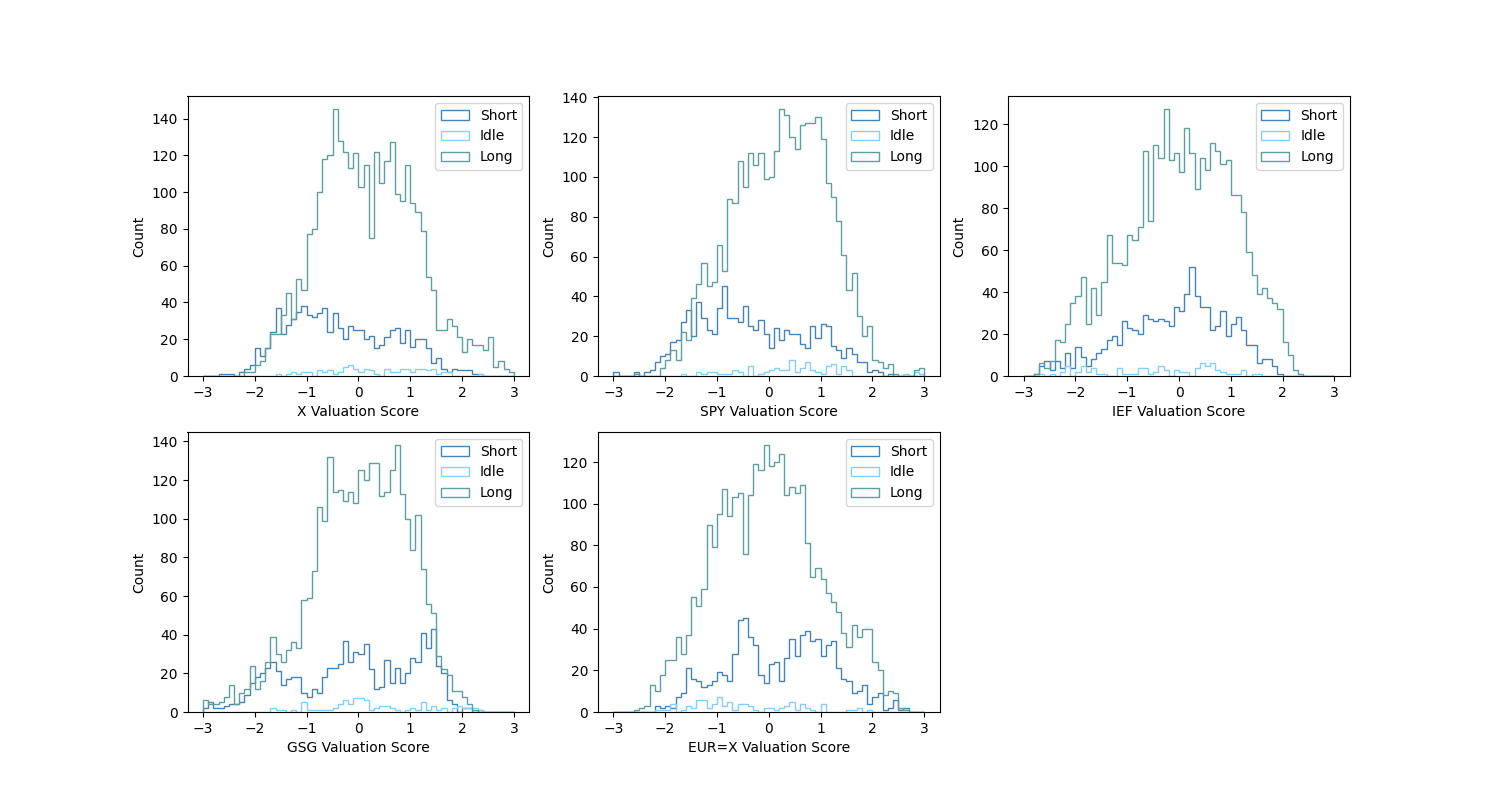 140
120
100
80
60
40
20
0
Count
−3 −2 −1 0 1 2 3
X Valuation Score
Short
Idle
Long
140
120
100
80
60
40
20
0
Count
−3 −2 −1 0 1 2 3
SPY Valuation Score
Short
Idle
Long
120
100
80
60
40
20
0
Count
−3 −2 −1 0 1 2 3
IEF Valuation Score
Short
Idle
Long
140
120
100
80
60
40
20
0
Count
−3 −2 −1 0 1 2 3
GSG Valuation Score
Short
Idle
Long
120
100
80
60
40
20
0
Count
−3 −2 −1 0 1 2 3
EUR=X Valuation Score
Short
Idle
Long